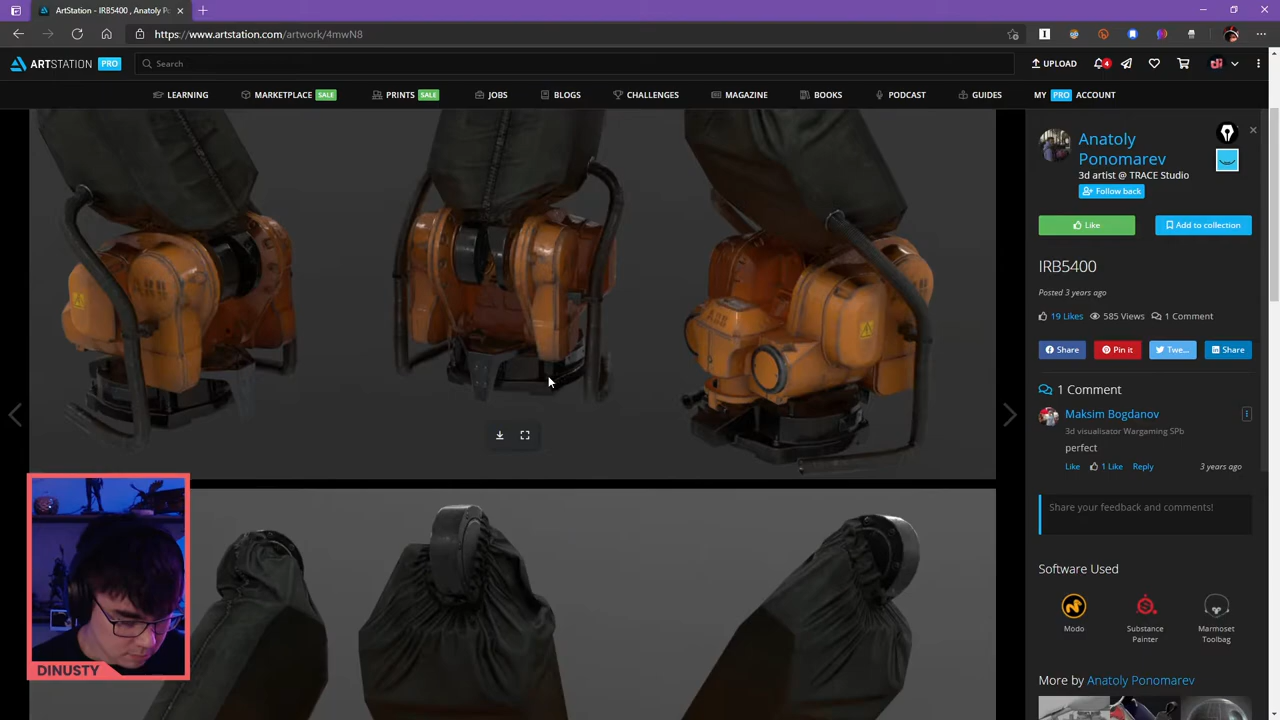 ArtStation - IRB5400 , Anatoly P
https://www.artstation.com/artwork/4mwN8
ARTSTATION PRO
Search
UPLOAD
4
LEARNING
MARKETPLACE SALE
PRINTS SALE
JOBS
BLOGS
CHALLENGES
MAGAZINE
BOOKS
PODCAST
GUIDES
MY PRO ACCOUNT
Anatoly
Ponomarev
3d artist @ TRACE Studio
Follow back
Like
Add to collection
IRB5400
Posted 3 years ago
19 Likes 585 Views 1 Comment
Share
Pin it
Twe...
Share
1 Comment
Maksim Bogdanov
3d visualisator Wargaming SPb
perfect
Like 1 Like Reply 3 years ago
Share your feedback and comments!
Software Used
Modo
Substance
Painter
Marmoset
Toolbag
More by Anatoly Ponomarev
DINUSTY